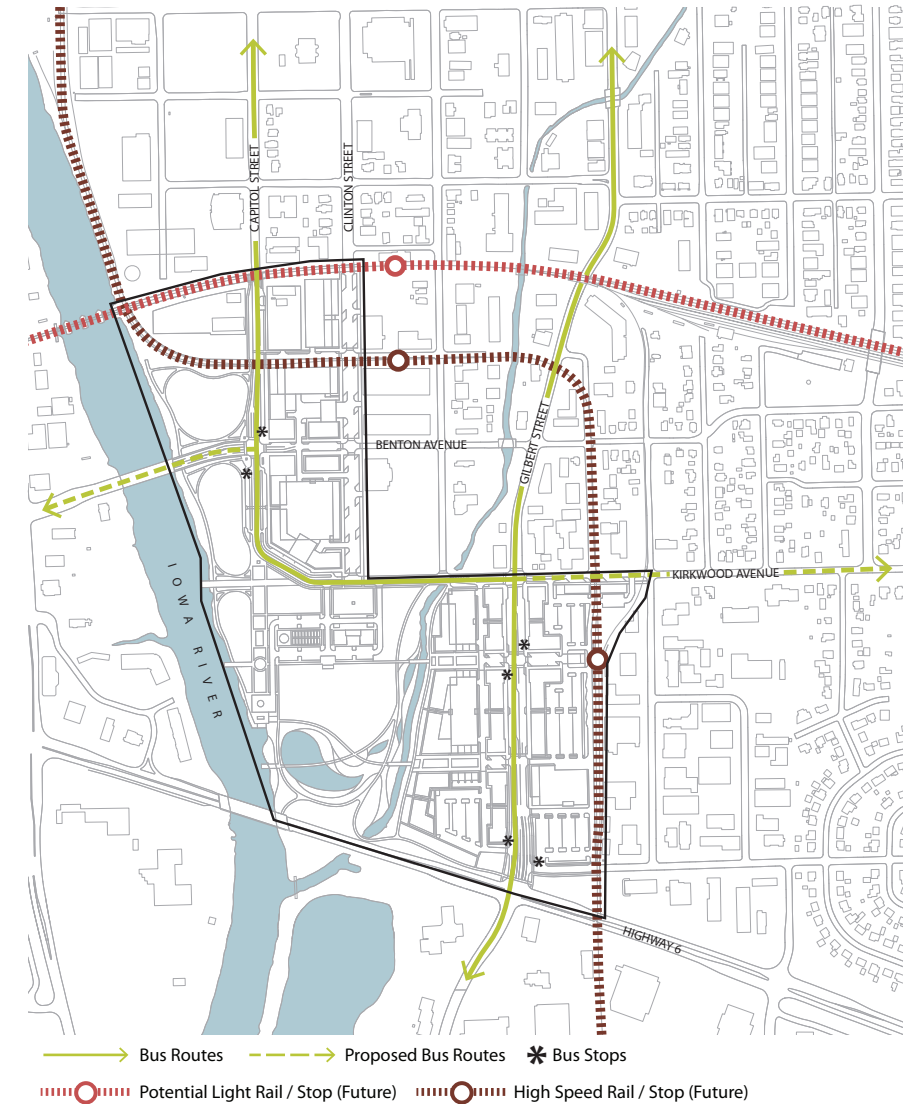 CAPITOL STREET
CLINTON STREET
BENTON AVENUE
GILBERT STREET
KIRKWOOD AVENUE
IOWA RIVER
HIGHWAY 6
Bus Routes
Proposed Bus Routes
Bus Stops
Potential Light Rail / Stop (Future)
High Speed Rail / Stop (Future)